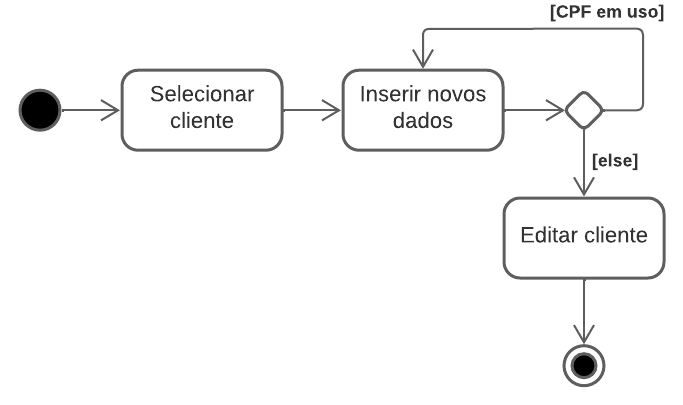 [CPF em uso]
Selecionar
cliente
Inserir novos
dados
[else]
Editar cliente